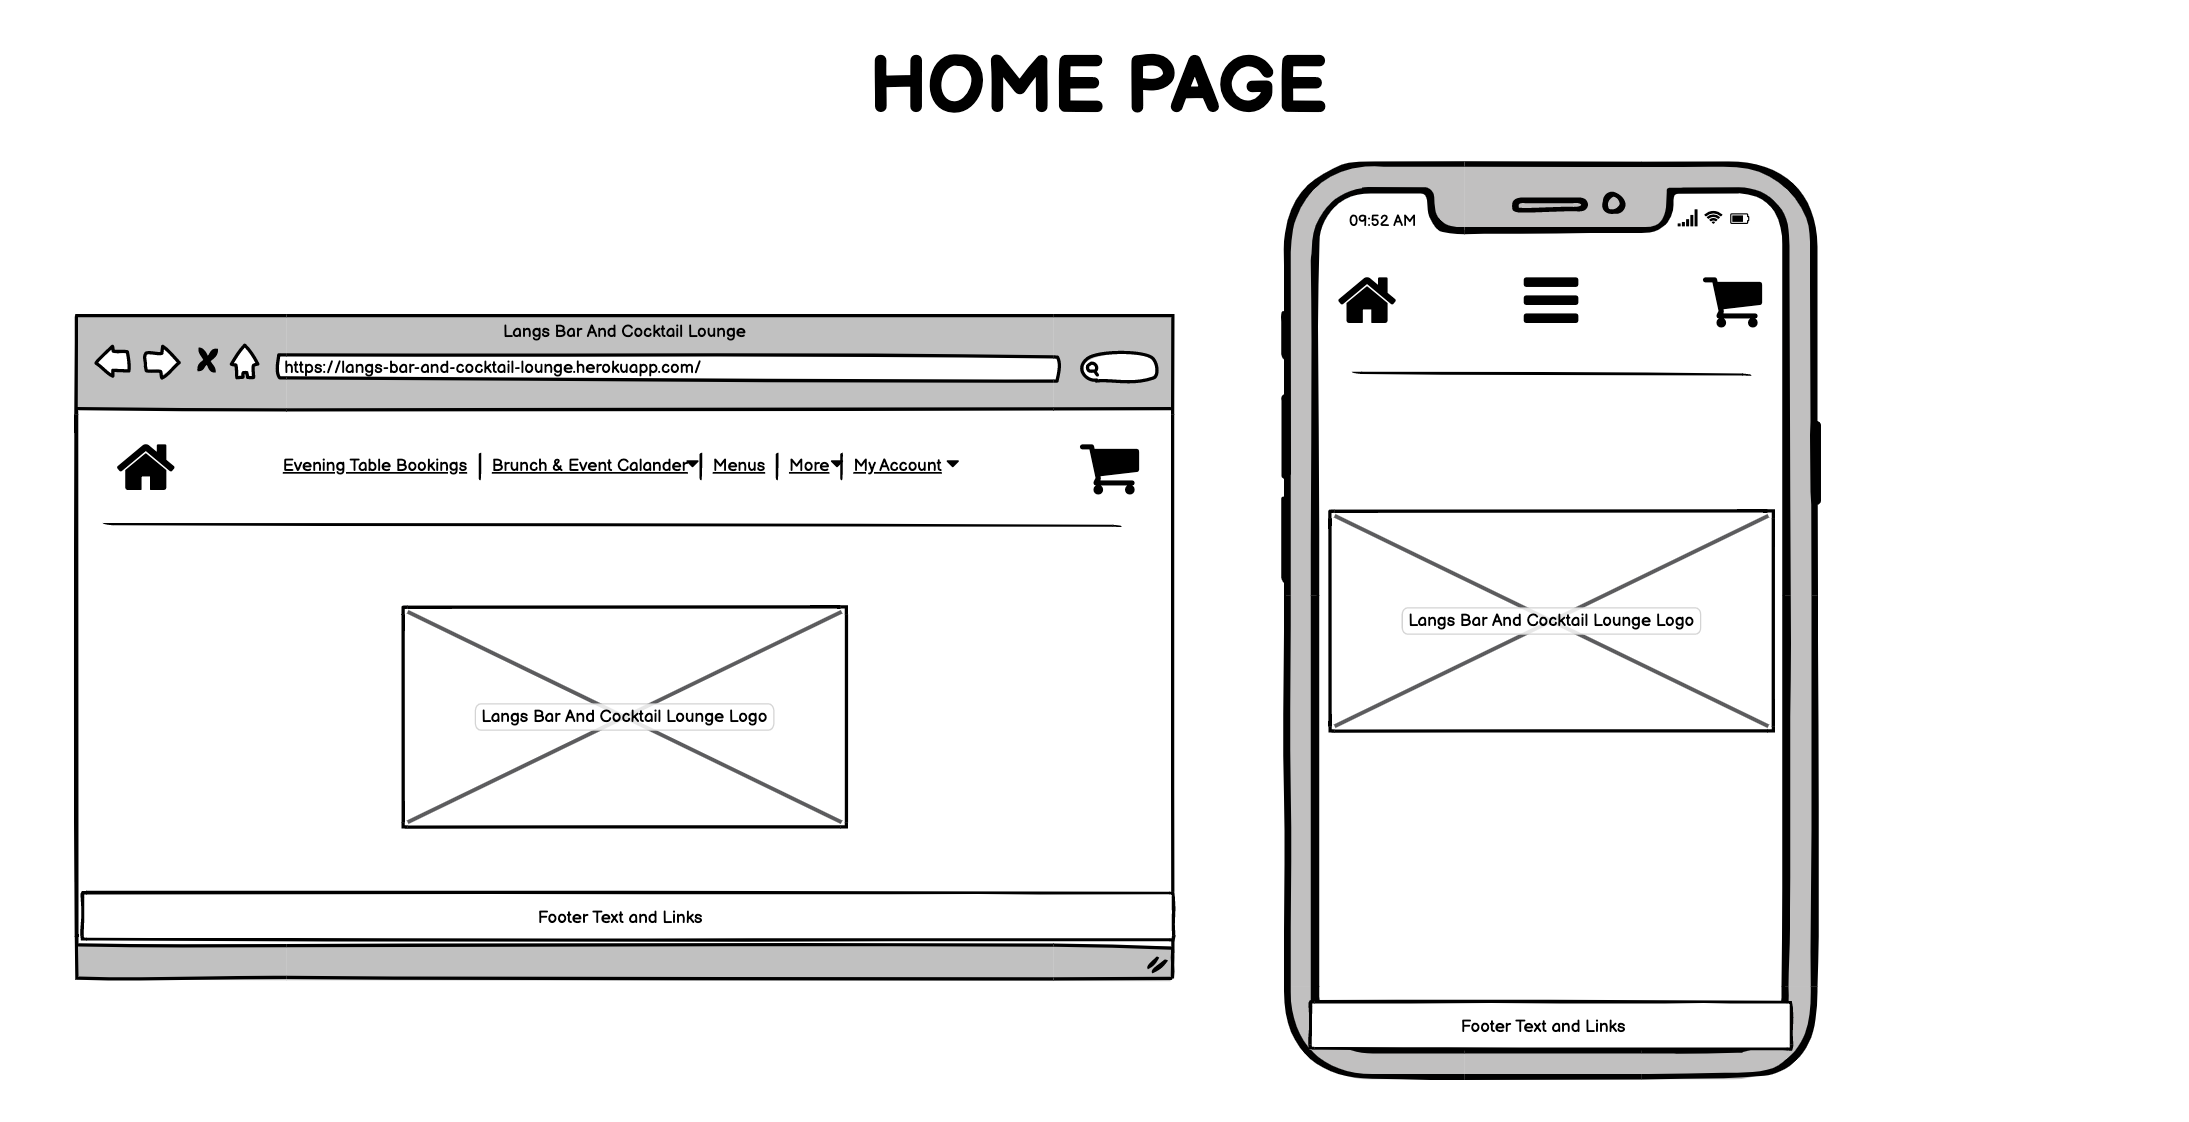 HOME PAGE
Langs Bar And Cocktail Lounge
https://langs-bar-and-cocktail-lounge.herokuapp.com/
Evening Table Bookings | Brunch & Event Calander | Menus | More | My Account
Langs Bar And Cocktail Lounge Logo
Footer Text and Links
09:52 AM
Langs Bar And Cocktail Lounge Logo
Footer Text and Links